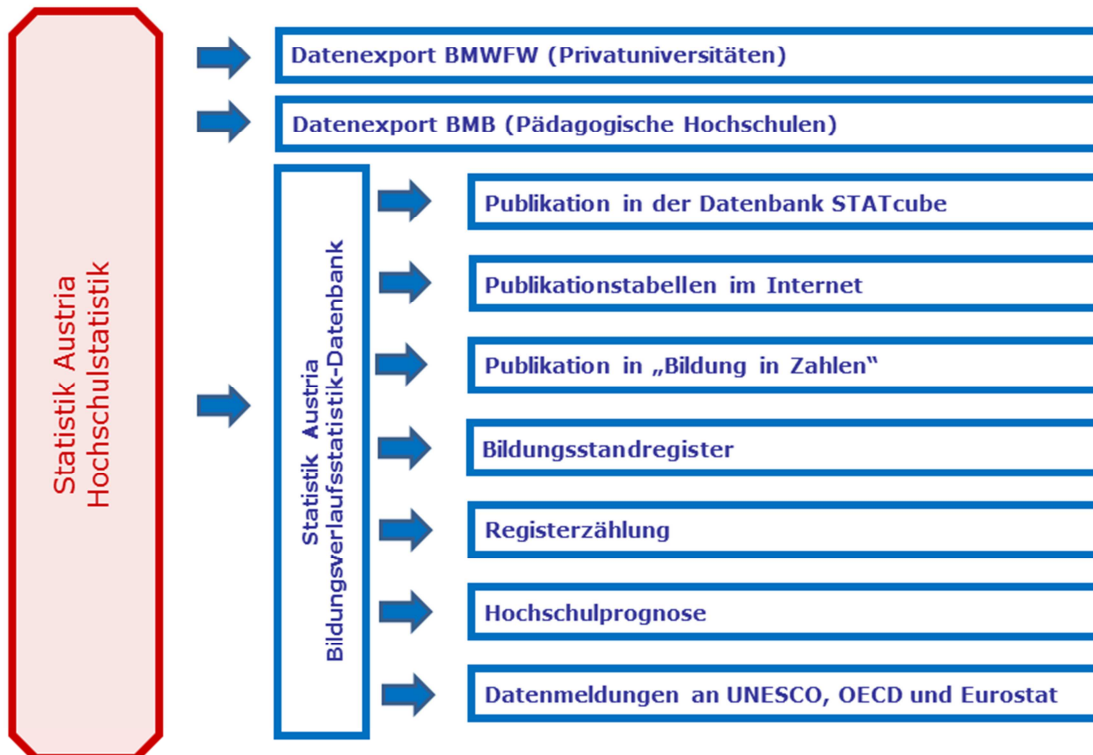 Statistik Austria
Hochschulstatistik
Datenexport BMWFW (Privatuniversitäten)
Datenexport BMB (Pädagogische Hochschulen)
Statistik Austria
Bildungsverlaufsstatistik-Datenbank
Publikation in der Datenbank STATcube
Publikationstabellen im Internet
Publikation in „Bildung in Zahlen“
Bildungsstandregister
Registerzählung
Hochschulprognose
Datenmeldungen an UNESCO, OECD und Eurostat